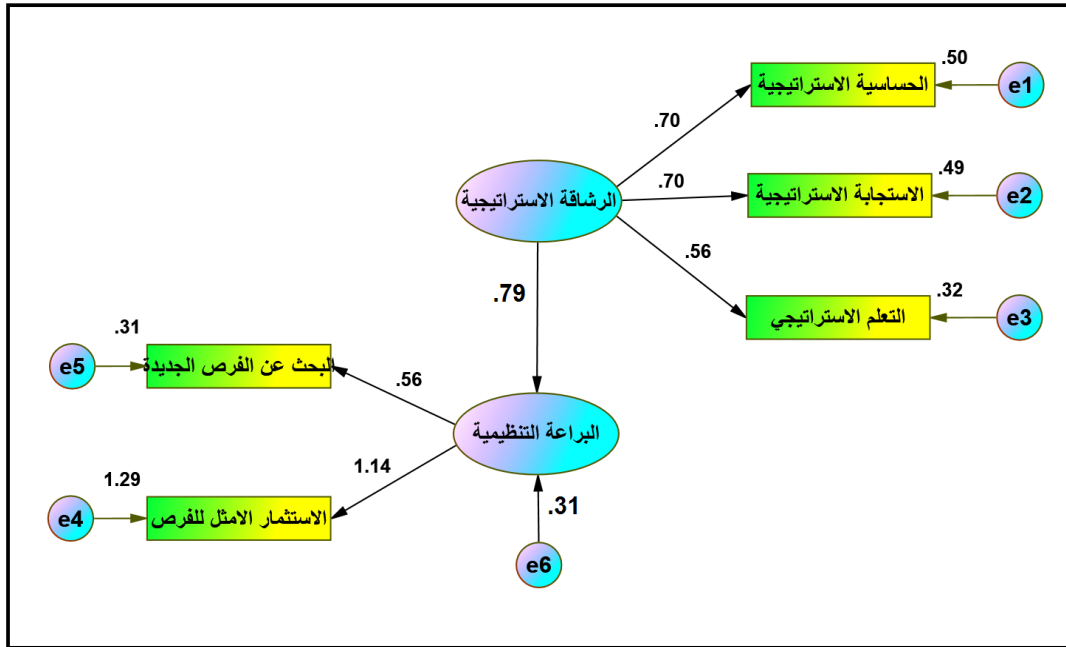 .50
الحساسية الاستراتيجية
e1
.70
.49
الاستجابة الاستراتيجية
e2
.70
الرشاقة الاستراتيجية
.56
.32
التعلم الاستراتيجي
e3
.79
.31
البحث عن الفرص الجديدة
e5
.56
البراعة التنظيمية
1.14
1.29
الاستثمار الامثل للفرص
e4
.31
e6